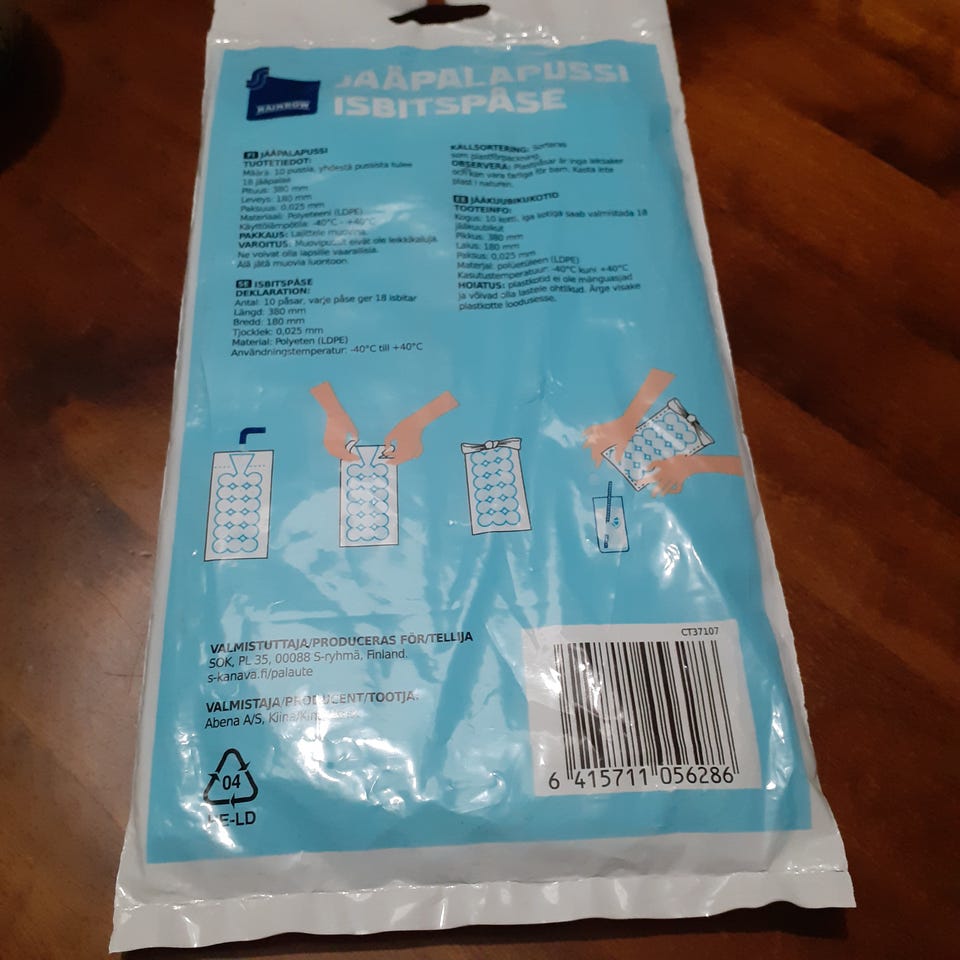 RAINBOW
JÄÄPALAPUSSI
ISBITSPÅSE
FI JÄÄPALAPUSSI
TUOTETIEDOT:
Määrä: 10 pussia, yhdestä pussista tulee
18 jääpalaa
Pituus: 380 mm
Leveys: 180 mm
Paksuus: 0,025 mm
Materiaali: Polyeteeni (LDPE)
Käyttölämpötila: -40°C - +40°C
PAKKAUS: Lajittele muovina.
VAROITUS: Muovipussit eivät ole leikkikaluja.
Ne voivat olla lapsille vaarallisia.
Älä jätä muovia luontoon.
SE ISBITSPÅSE
DEKLARATION:
Antal: 10 påsar, varje påse ger 18 isbitar
Längd: 380 mm
Bredd: 180 mm
Tjocklek: 0,025 mm
Material: Polyeten (LDPE)
Användningstemperatur: -40°C till +40°C
KÄLLSORTERING: Sorteras
som plastförpackning.
OBSERVERA: Plastpåsar är inga leksaker
och kan vara farliga för barn. Kasta inte
plast i naturen.
EE JÄÄKUUBIKUKOTID
TOOTEINFO:
Kogus: 10 kotti, iga kotiga saab valmistada 18
jääkuubikut
Pikkus: 380 mm
Laius: 180 mm
Paksus: 0,025 mm
Materjal: polüetüleen (LDPE)
Kasutustemperatuur: -40°C kuni +40°C
HOIATUS: plastkotid ei ole mänguasjad
ja võivad olla lastele ohtlikud. Ärge visake
plastkotte loodusesse.
VALMISTUTTAJA/PRODUCERAS FÖR/TELLIJA
SOK, PL 35, 00088 S-ryhmä, Finland.
s-kanava.fi/palaute
VALMISTAJA/PRODUCENT/TOOTJA:
Abena A/S, Kiina/Kina
04
PE-LD
CT37107
6 415711 056286